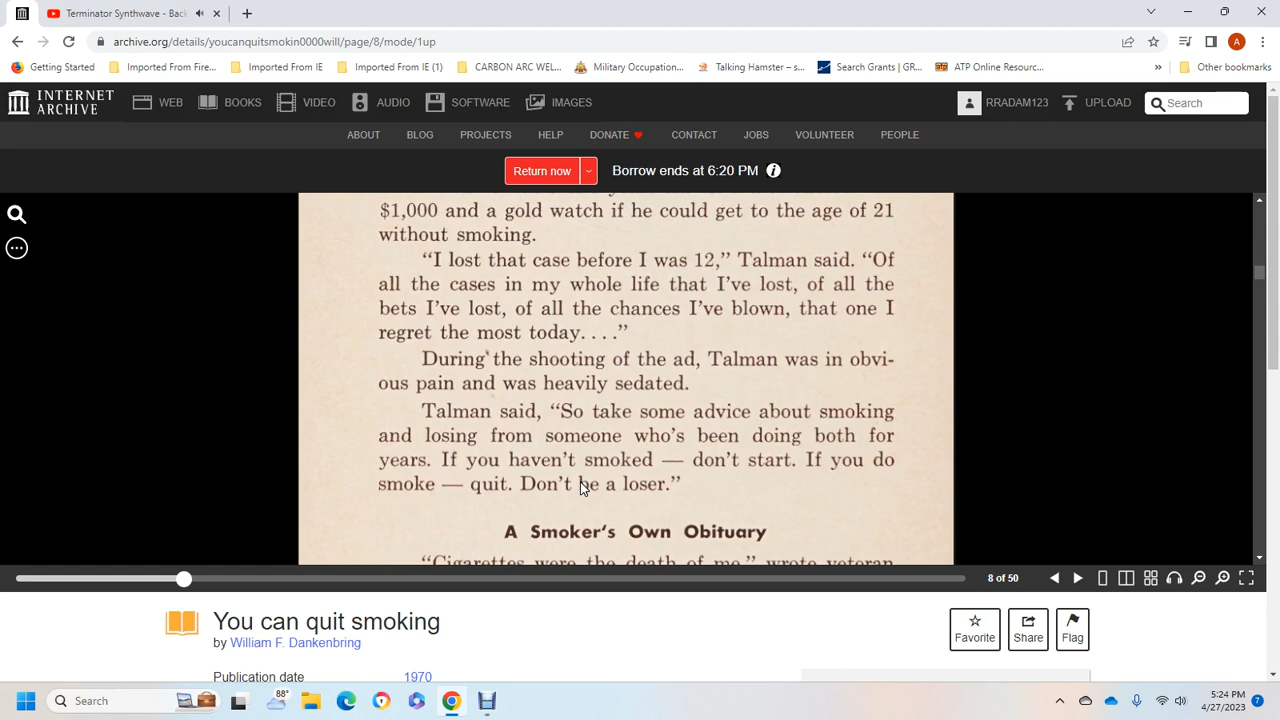 Terminator Synthwave - Bac
archive.org/details/youcanquitsmokin0000will/page/8/mode/1up
A
Getting Started
Imported From Fire...
Imported From IE
Imported From IE (1)
CARBON ARC WEL...
Military Occupation...
Talking Hamster – s...
Search Grants | GR...
ATP Online Resourc...
»
Other bookmarks
INTERNET ARCHIVE
WEB
BOOKS
VIDEO
AUDIO
SOFTWARE
IMAGES
RRADAM123
UPLOAD
Search
ABOUT
BLOG
PROJECTS
HELP
DONATE
CONTACT
JOBS
VOLUNTEER
PEOPLE
Return now
Borrow ends at 6:20 PM
$1,000 and a gold watch if he could get to the age of 21
without smoking.
“I lost that case before I was 12,” Talman said. “Of
all the cases in my whole life that I’ve lost, of all the
bets I’ve lost, of all the chances I’ve blown, that one I
regret the most today. . . .”
During the shooting of the ad, Talman was in obvi-
ous pain and was heavily sedated.
Talman said, “So take some advice about smoking
and losing from someone who’s been doing both for
years. If you haven’t smoked — don’t start. If you do
smoke — quit. Don’t be a loser.”
A Smoker’s Own Obituary
“Cigarettes were the death of me,” wrote veteran
8 of 50
You can quit smoking
by William F. Dankenbring
Favorite
Share
Flag
Publication date
1970
Search
88°
5:24 PM
4/27/2023
7